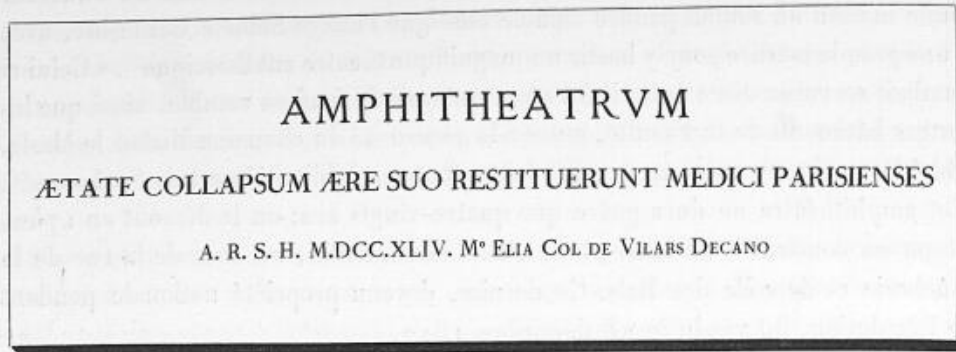 AMPHITHEATRVM
ÆTATE COLLAPSUM ÆRE SUO RESTITUERUNT MEDICI PARISIENSES
A. R. S. H. M.DCC.XLIV. Mº ELIA COL DE VILARS DECANO